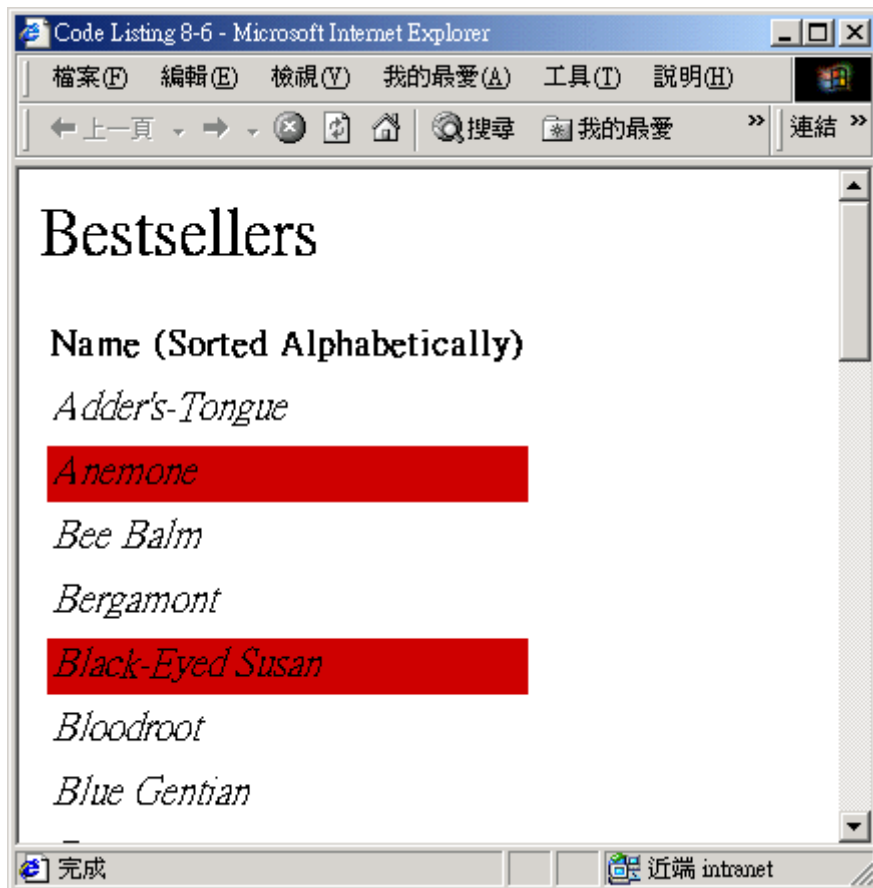 Code Listing 8-6 - Microsoft Internet Explorer
檔案(F) 編輯(E) 檢視(V) 我的最愛(A) 工具(T) 說明(H)
上一頁 搜尋 我的最愛 » 連結 »
Bestsellers
Name (Sorted Alphabetically)
Adder's-Tongue
Anemone
Bee Balm
Bergamont
Black-Eyed Susan
Bloodroot
Blue Gentian
完成 近端 intranet